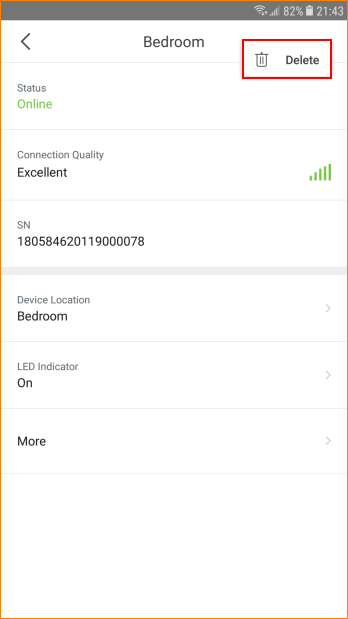 82% 21:43
Bedroom
Delete
Status
Online
Connection Quality
Excellent
SN
180584620119000078
Device Location
Bedroom
LED Indicator
On
More